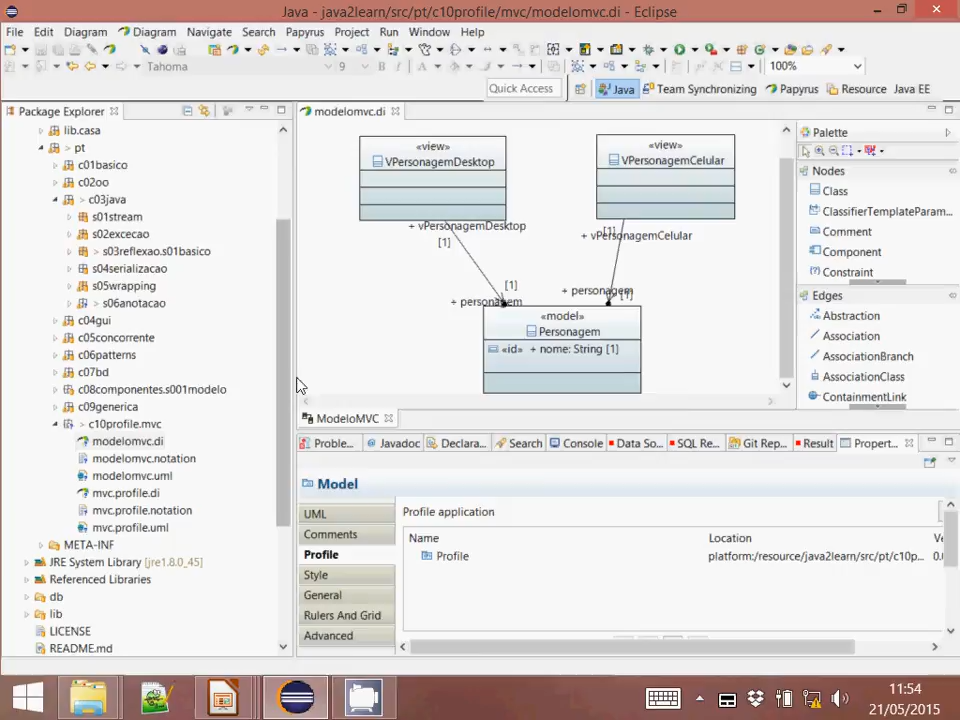 Java - java2learn/src/pt/c10profile/mvc/modelomvc.di - Eclipse
File Edit Diagram Diagram Navigate Search Papyrus Project Run Window Help
Tahoma 9 B I A 100%
Quick Access Java Team Synchronizing Papyrus Resource Java EE
Package Explorer
lib.casa
> pt
c01basico
c02oo
> c03java
s01stream
s02excecao
> s03reflexao.s01basico
s04serializacao
s05wrapping
> s06anotacao
c04gui
c05concorrente
c06patterns
c07bd
c08componentes.s001modelo
c09generica
> c10profile.mvc
modelomvc.di
modelomvc.notation
modelomvc.uml
mvc.profile.di
mvc.profile.notation
mvc.profile.uml
META-INF
JRE System Library [jre1.8.0_45]
Referenced Libraries
db
lib
LICENSE
README.md
modelomvc.di
«view»
VPersonagemDesktop
«view»
VPersonagemCelular
+ vPersonagemDesktop
[1]
+ vPersonagemCelular
[1]
[1]
+ personagem
+ personagem
[1]
«model»
Personagem
«id» + nome: String [1]
ModeloMVC
Palette
Nodes
Class
ClassifierTemplateParam...
Comment
Component
Constraint
Edges
Abstraction
Association
AssociationBranch
AssociationClass
ContainmentLink
Proble... Javadoc Declara... Search Console Data So... SQL Re... Git Rep... Result Propert...
Model
UML
Comments
Profile
Style
General
Rulers And Grid
Advanced
Profile application
Name Location Ve
Profile platform:/resource/java2learn/src/pt/c10p... 0.
11:54
21/05/2015